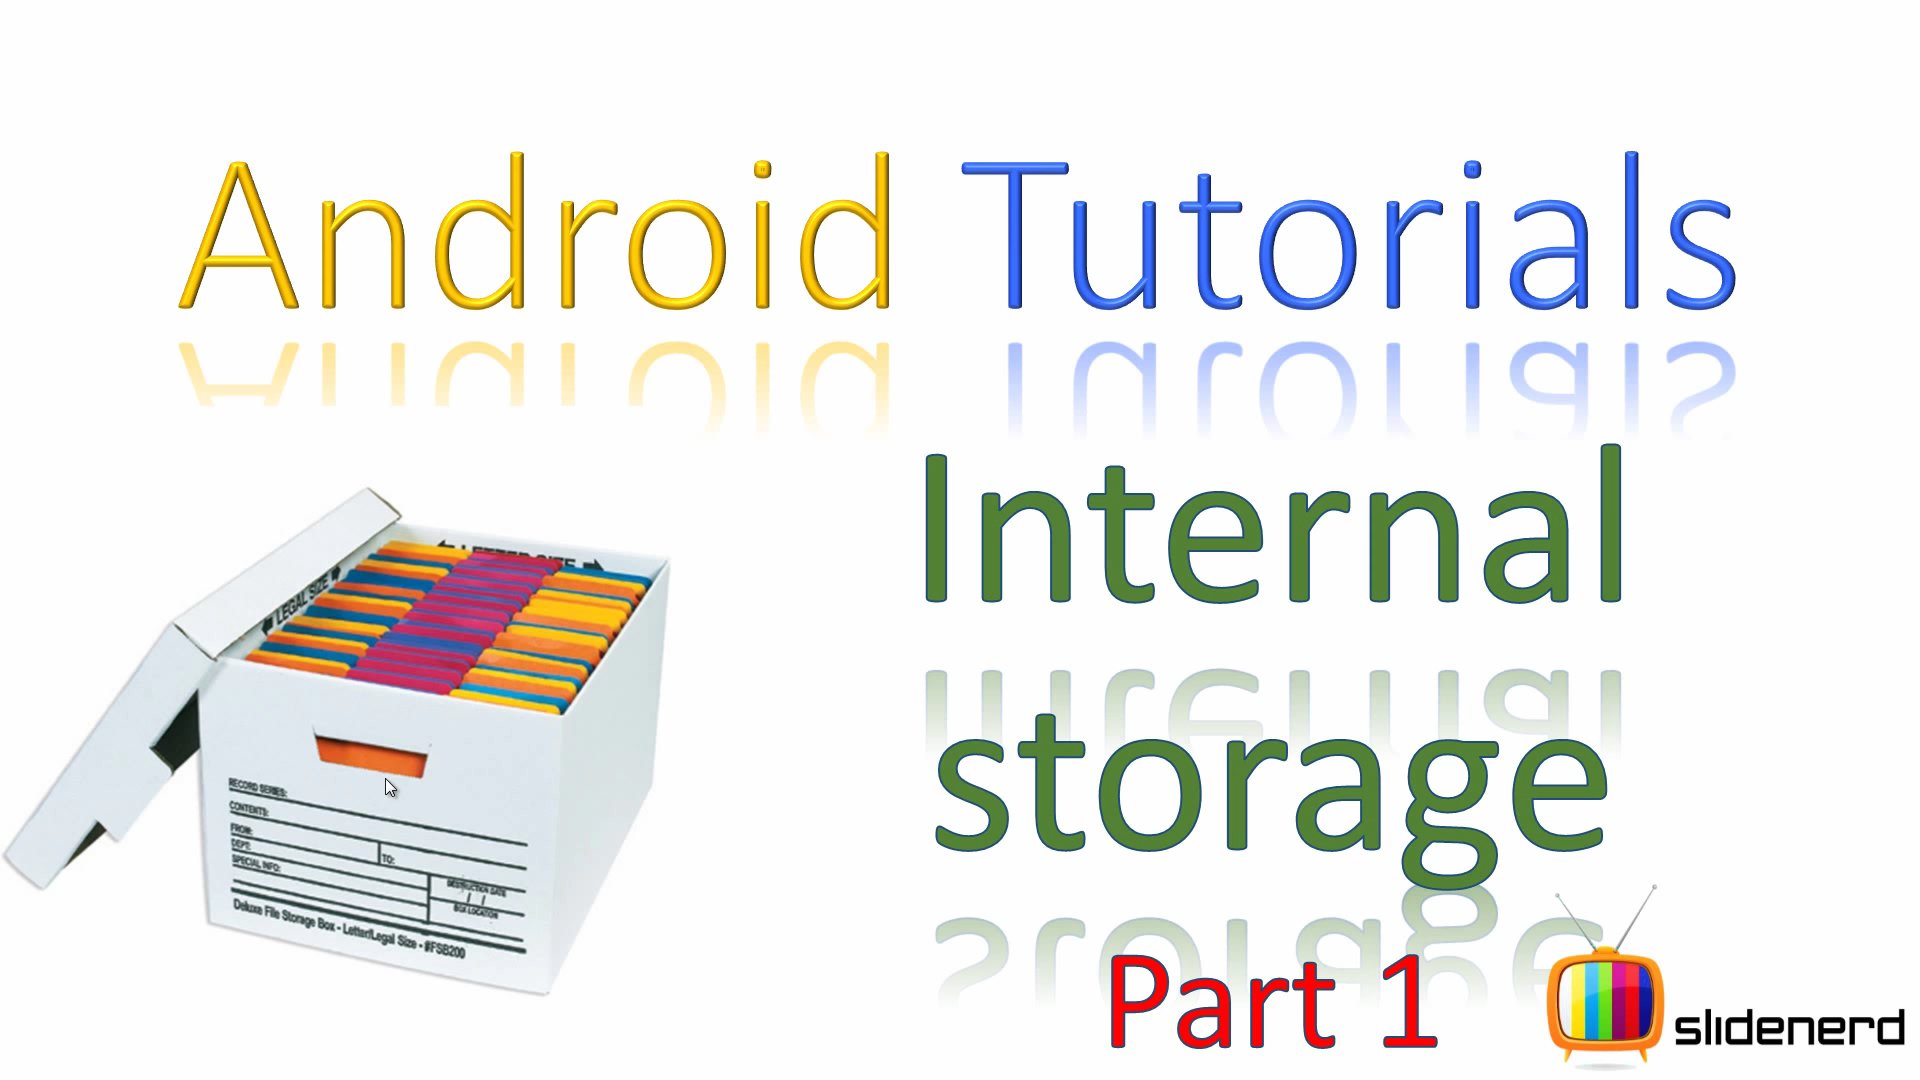 Android Tutorials
Internal
storage
Part 1
LETTER SIZE
LEGAL SIZE
RECORD SERIES:
CONTENTS:
FROM:
DEPT: TO:
SPECIAL INFO:
DESTRUCTION DATE
/ /
BOX LOCATION
Deluxe File Storage Box - Letter/Legal Size - #FSB200
slidenerd